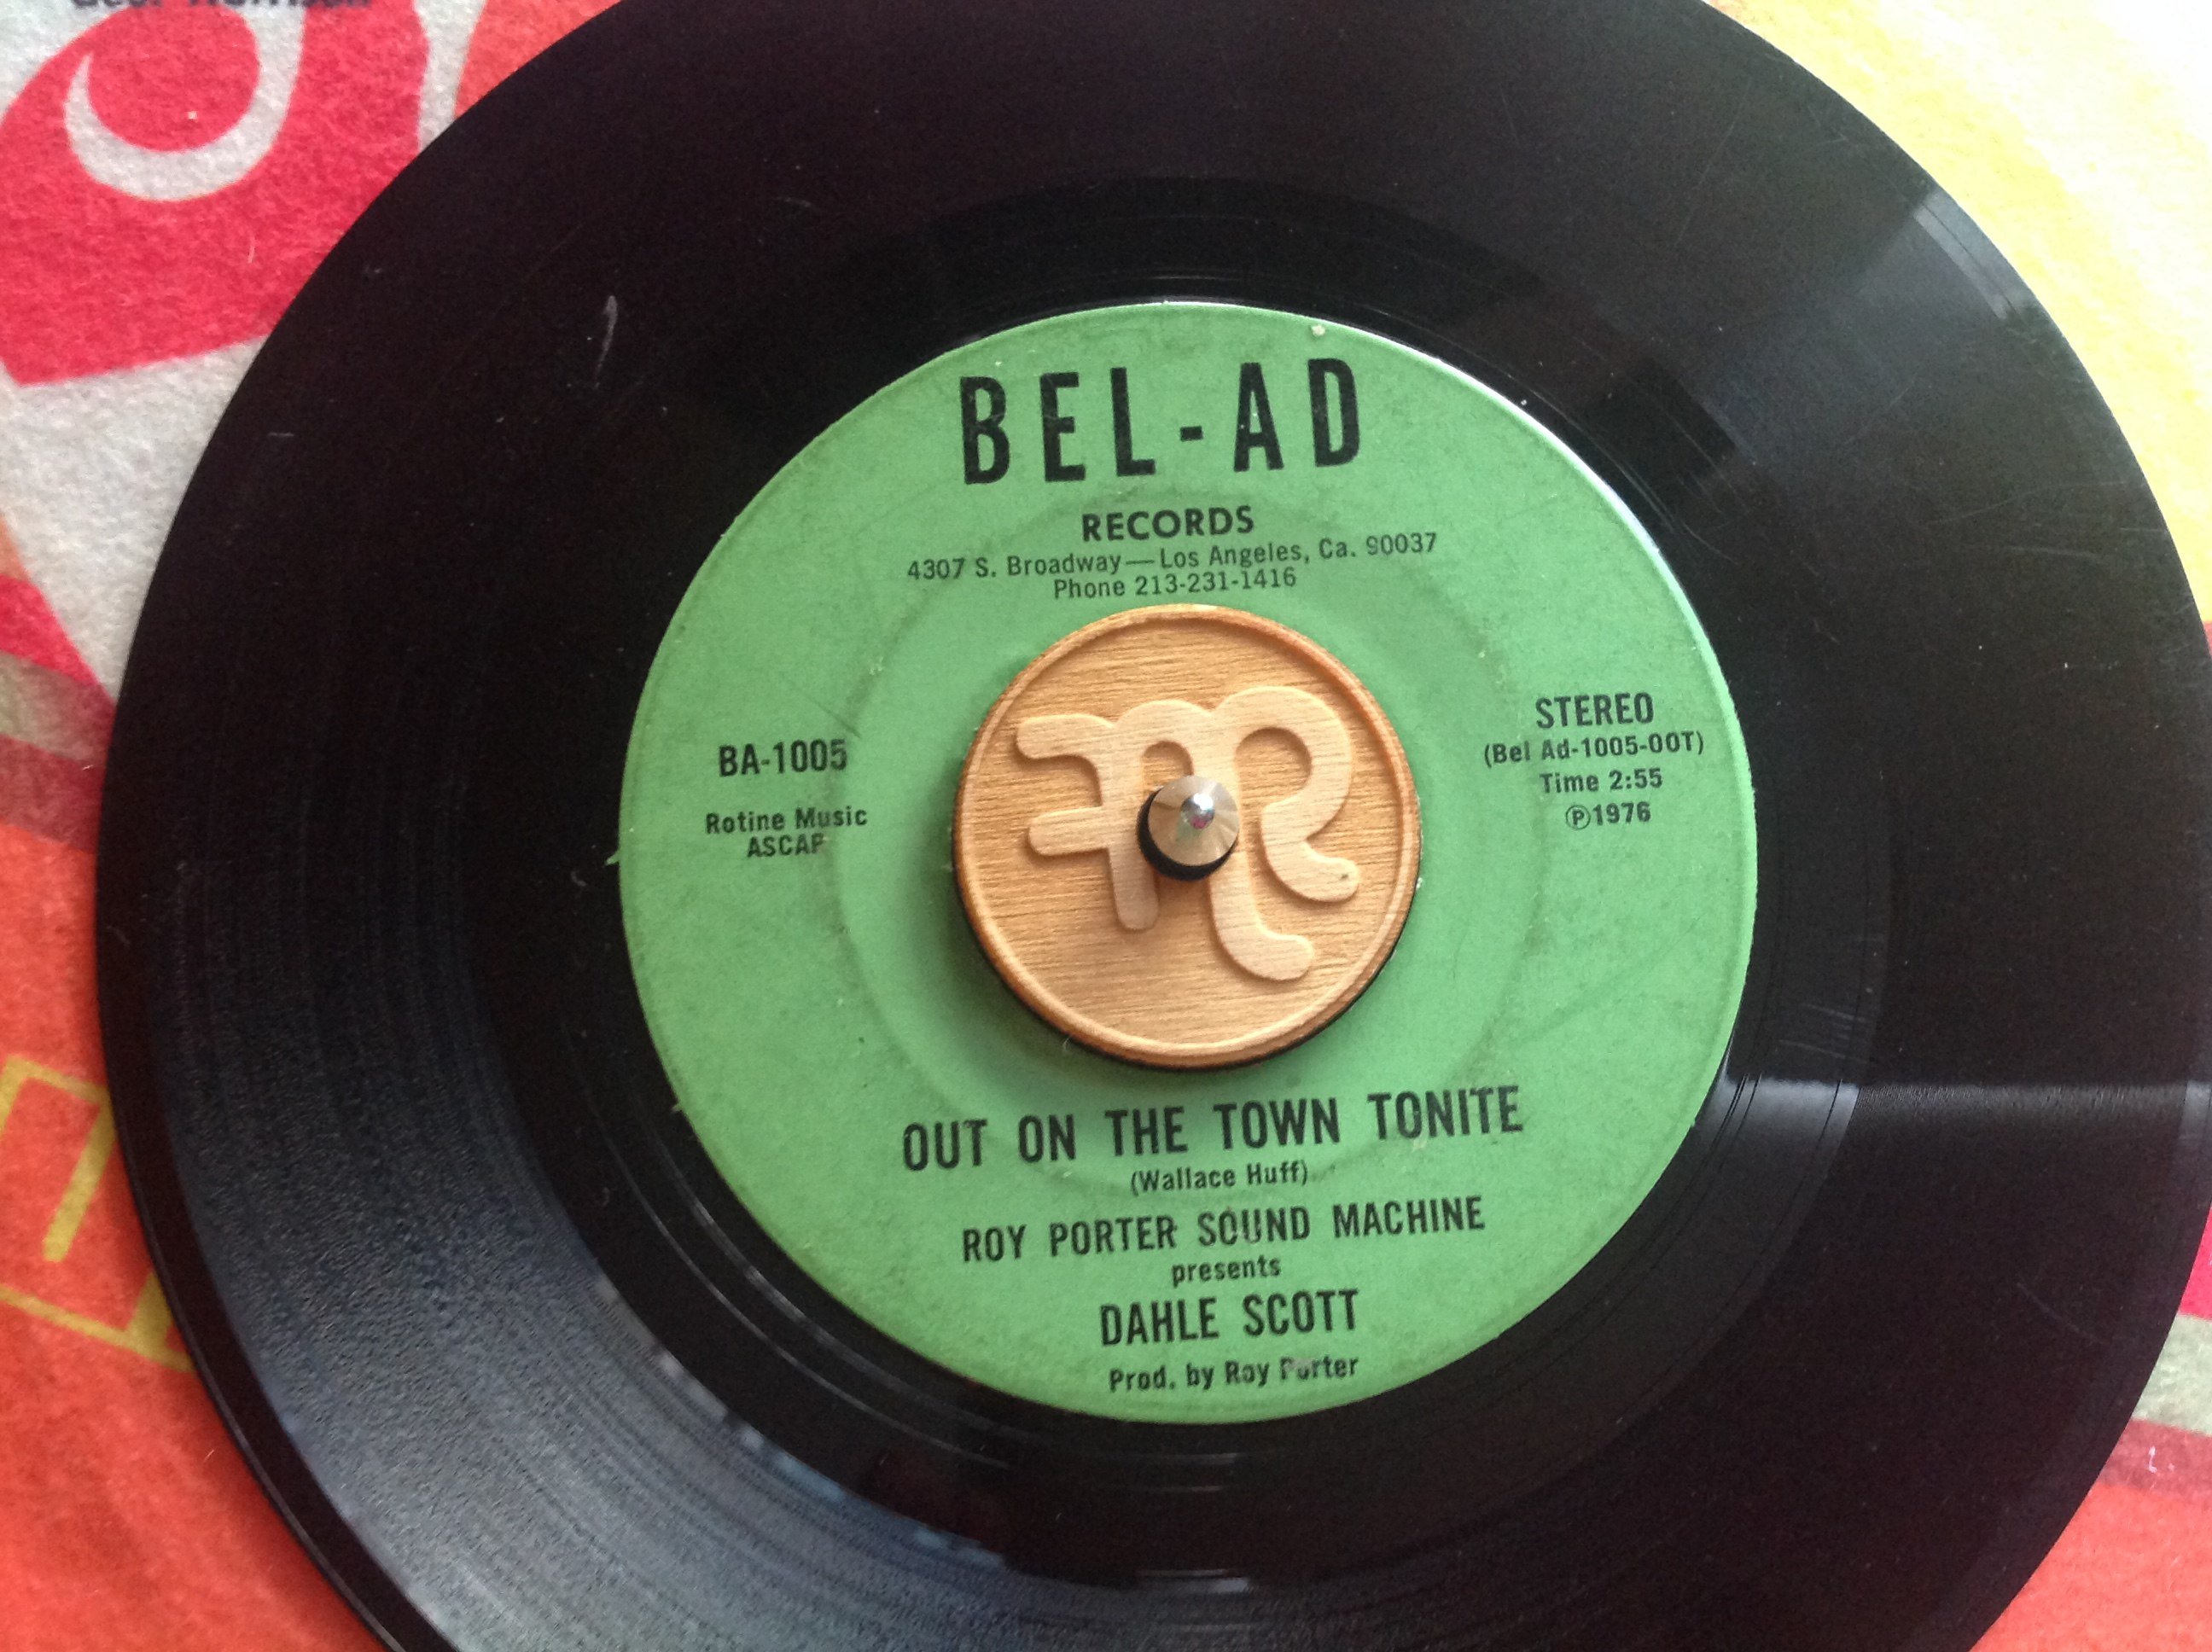 BEL-AD
RECORDS
4307 S. Broadway—Los Angeles, Ca. 90037
Phone 213-231-1416
BA-1005
Rotine Music
ASCAP
STEREO
(Bel Ad-1005-OOT)
Time 2:55
Ⓟ1976
OUT ON THE TOWN TONITE
(Wallace Huff)
ROY PORTER SOUND MACHINE
presents
DAHLE SCOTT
Prod. by Roy Porter